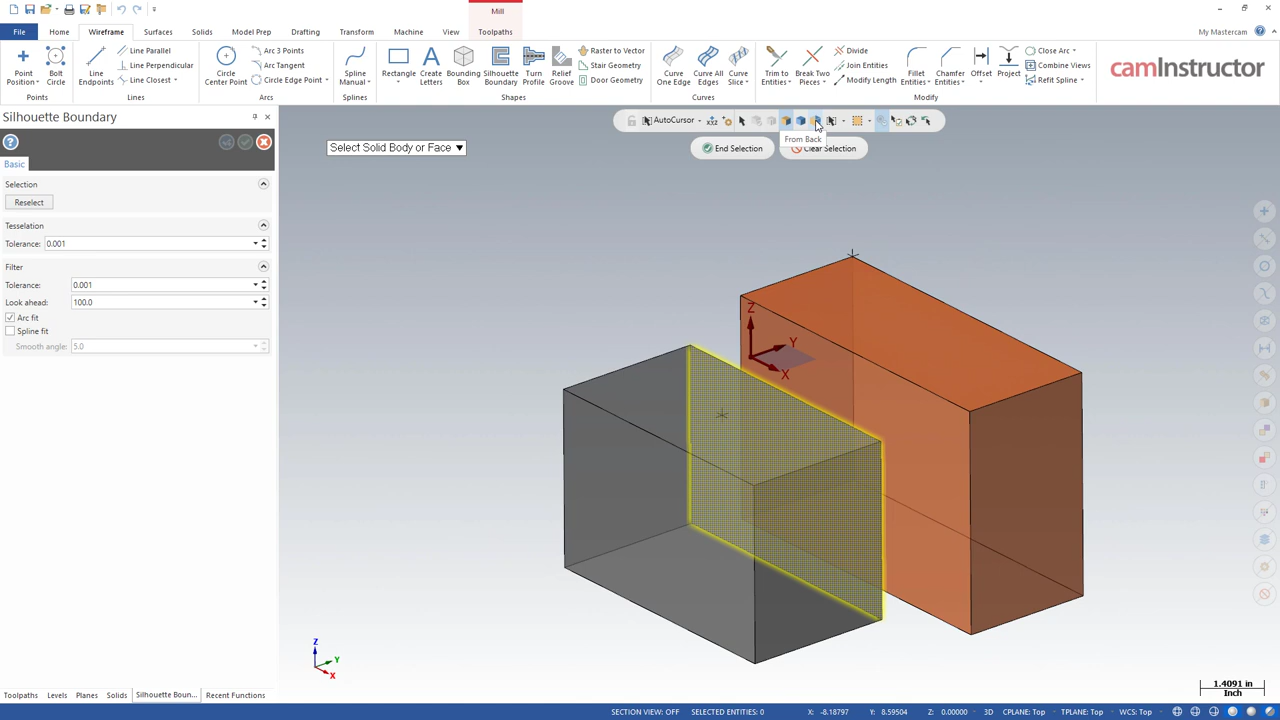 Mill
File
Home
Wireframe
Surfaces
Solids
Model Prep
Drafting
Transform
Machine
View
Toolpaths
My Mastercam
Point Position
Bolt Circle
Points
Line Endpoints
Line Parallel
Line Perpendicular
Line Closest
Lines
Circle Center Point
Arc 3 Points
Arc Tangent
Circle Edge Point
Arcs
Spline Manual
Splines
Rectangle
Create Letters
Bounding Box
Silhouette Boundary
Turn Profile
Relief Groove
Raster to Vector
Stair Geometry
Door Geometry
Shapes
Curve One Edge
Curve All Edges
Curve Slice
Curves
Trim to Entities
Break Two Pieces
Divide
Join Entities
Modify Length
Fillet Entities
Chamfer Entities
Offset
Project
Close Arc
Combine Views
Refit Spline
Modify
camInstructor
Silhouette Boundary
Basic
Selection
Reselect
Tesselation
Tolerance: 0.001
Filter
Tolerance: 0.001
Look ahead: 100.0
Arc fit
Spline fit
Smooth angle: 5.0
AutoCursor
From Back
Select Solid Body or Face
End Selection
Clear Selection
Z
Y
X
Z
Y
X
1.4091 in
Inch
Toolpaths
Levels
Planes
Solids
Silhouette Boun...
Recent Functions
SECTION VIEW: OFF
SELECTED ENTITIES: 0
X: -8.18797
Y: 8.59504
Z: 0.00000
3D
CPLANE: Top
TPLANE: Top
WCS: Top